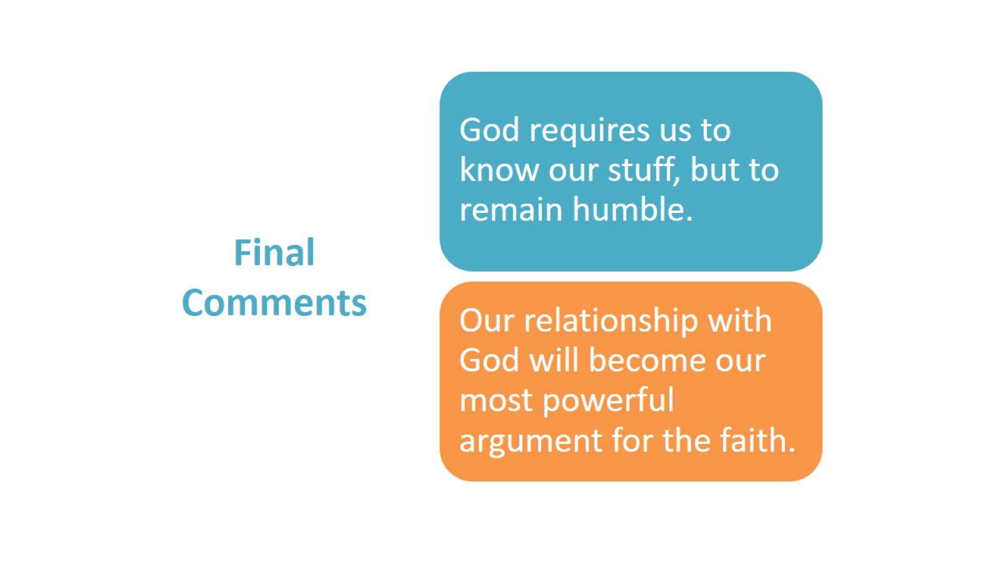 Final
Comments
God requires us to
know our stuff, but to
remain humble.
Our relationship with
God will become our
most powerful
argument for the faith.